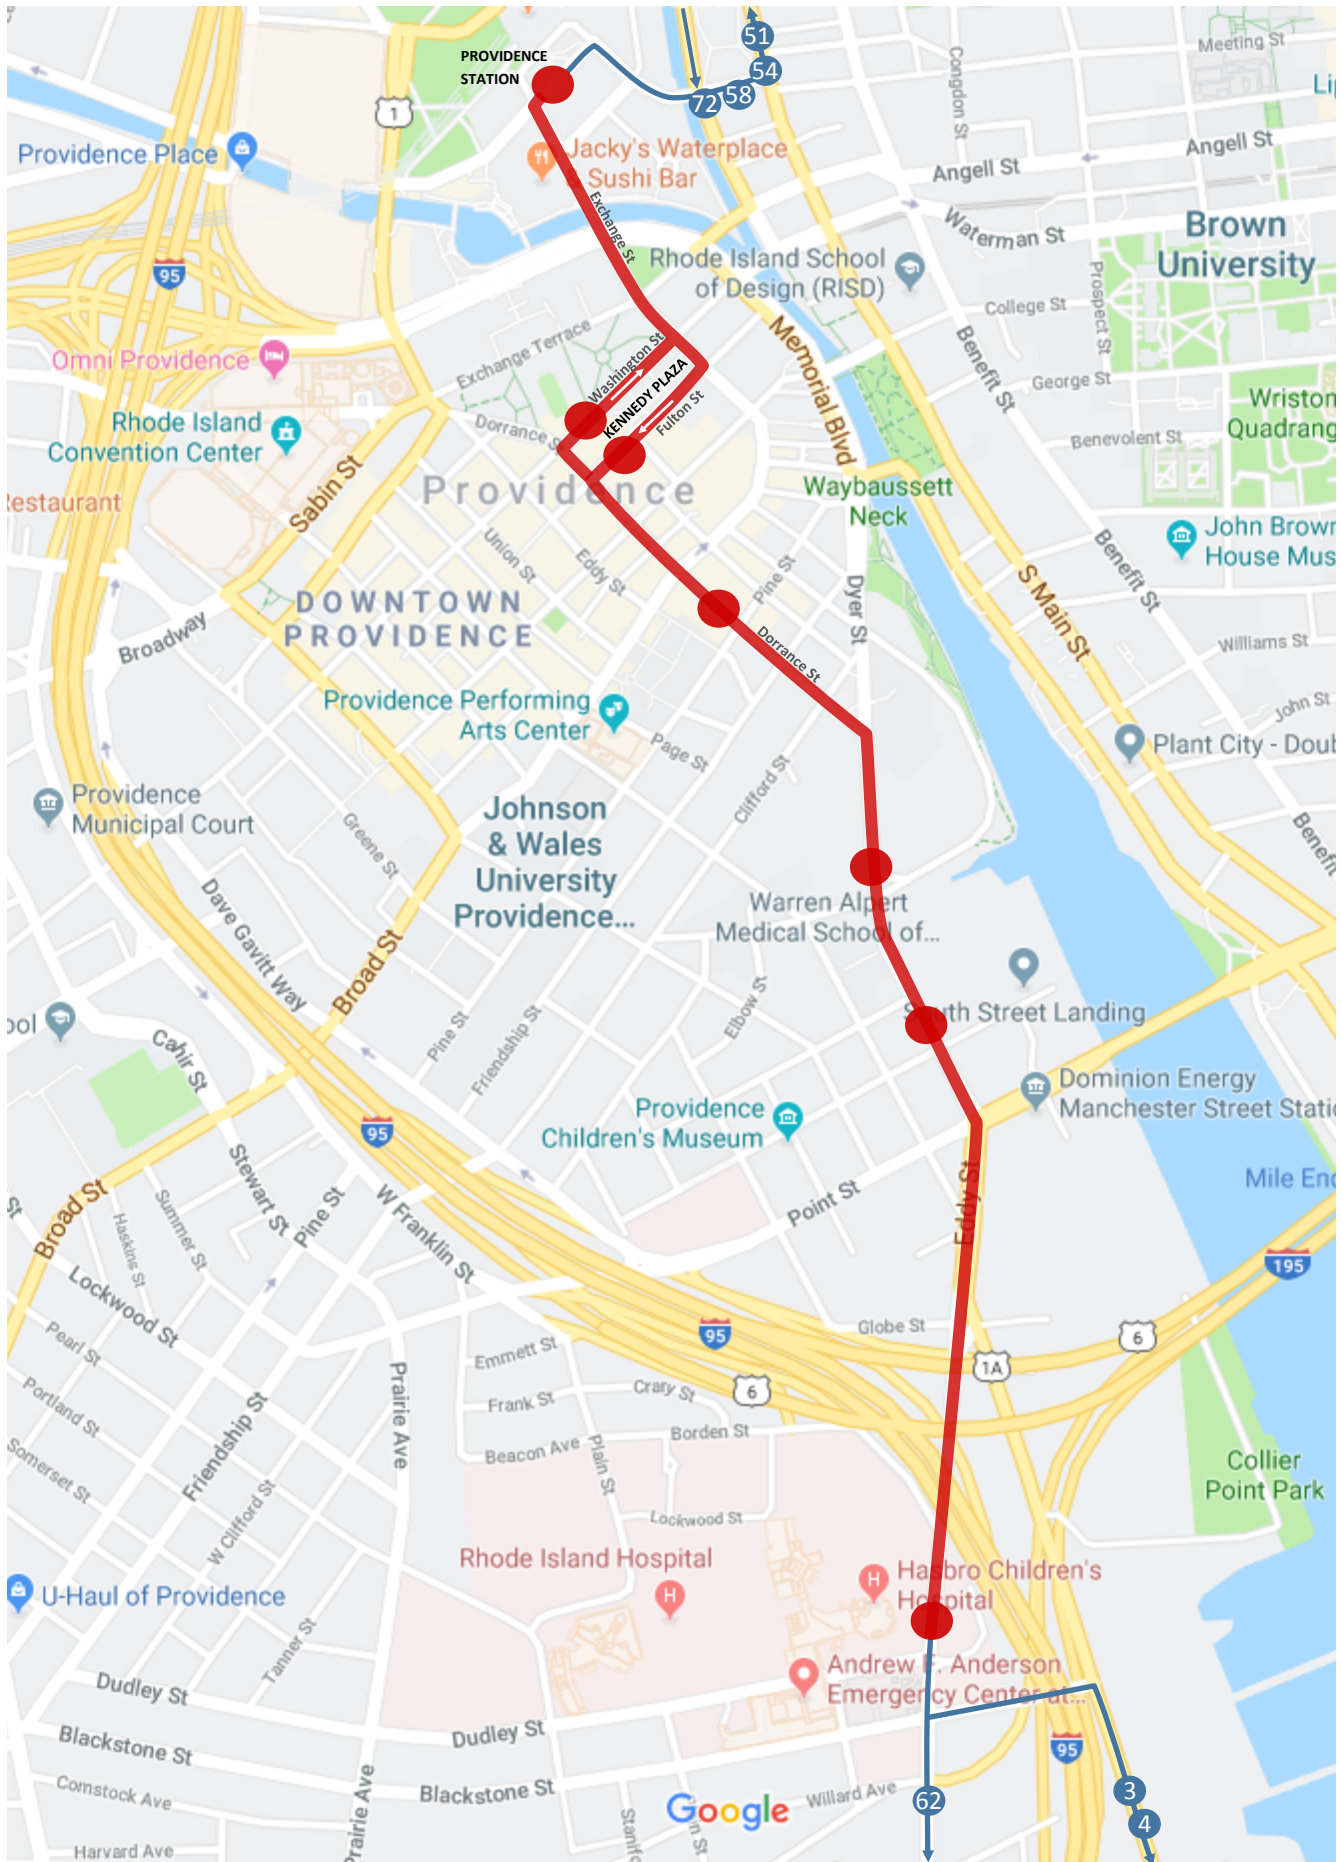 PROVIDENCE
STATION
51
54
58
72
Meeting St
Congdon St
1
Providence Place
Jacky's Waterplace
& Sushi Bar
Angell St
Angell St
Waterman St
Brown
University
Exchange St
Rhode Island School
of Design (RISD)
95
Prospect St
College St
Benefit St
Memorial Blvd
Exchange Terrace
Washington St
KENNEDY PLAZA
Fulton St
Omni Providence
George St
Wriston
Quadrang
Rhode Island
Convention Center
Dorrance S
Benevolent St
Sabin St
Providence
Restaurant
Waybaussett
Neck
John Brown
House Mus
Union St
Eddy St
Pine St
Dyer St
Benefit St
S Main St
DOWNTOWN
PROVIDENCE
Broadway
Dorrance St
Williams St
Providence Performing
Arts Center
Page St
John St
Plant City - Doub
Clifford St
Providence
Municipal Court
Johnson
& Wales
University
Providence...
Greene St
Benefit
Dave Gavitt Way
Warren Alpert
Medical School of...
Broad St
Elbow St
South Street Landing
ool
Cahir St
Pine St
Friendship St
Dominion Energy
Manchester Street Static
Providence
Children's Museum
95
Mile End
Stewart St
Eddy St
Point St
Broad St
St
Haskins St
Summer St
Pine St
W Franklin St
195
Lockwood St
Globe St
95
6
1A
6
Pearl St
Emmett St
Portland St
Prairie Ave
Frank St
Crary St
Friendship St
Beacon Ave
Plain St
Borden St
Somerset St
Collier
Point Park
W Clifford St
Lockwood St
Rhode Island Hospital
Hasbro Children's
Hospital
U-Haul of Providence
Tanner St
Andrew F. Anderson
Emergency Center at...
Dudley St
Dudley St
Blackstone St
95
Blackstone St
Comstock Ave
Prairie Ave
Willard Ave
3
62
4
Google
Harvard Ave
Stanifo
on St